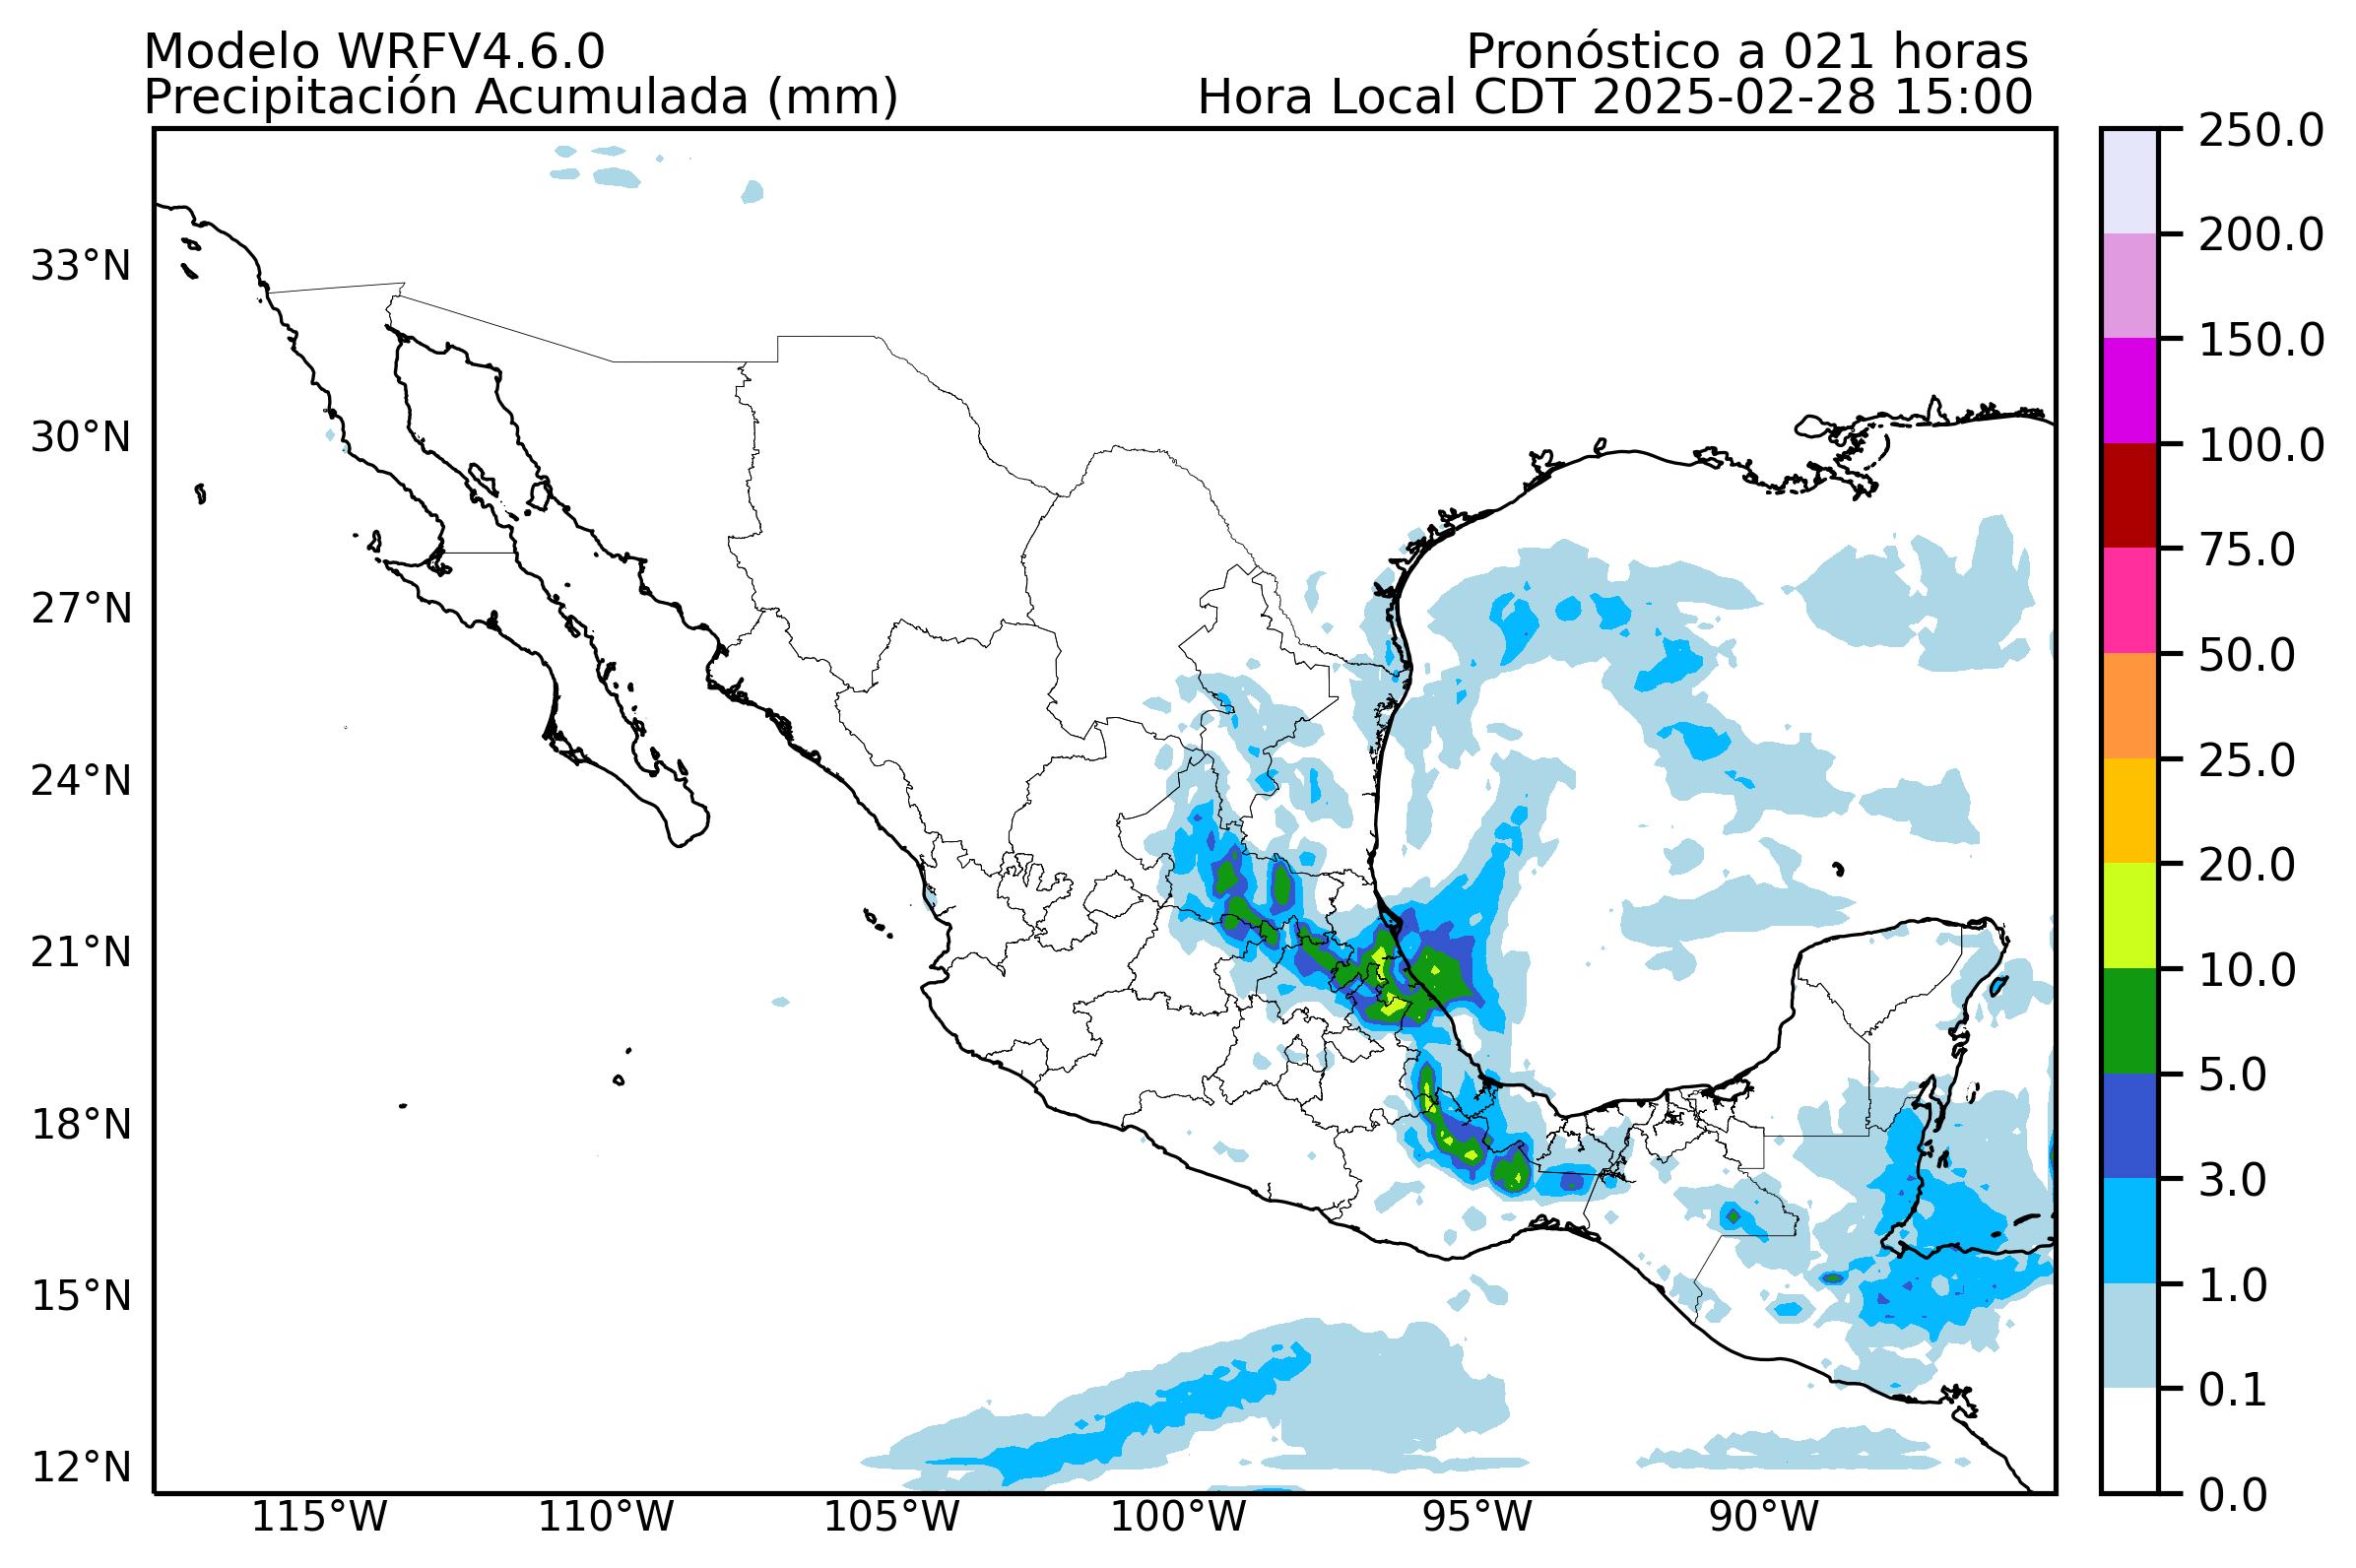 Modelo WRFV4.6.0
Pronóstico a 021 horas
Precipitación Acumulada (mm)
Hora Local CDT 2025-02-28 15:00
33°N
30°N
27°N
24°N
21°N
18°N
15°N
12°N
115°W
110°W
105°W
100°W
95°W
90°W
250.0
200.0
150.0
100.0
75.0
50.0
25.0
20.0
10.0
5.0
3.0
1.0
0.1
0.0